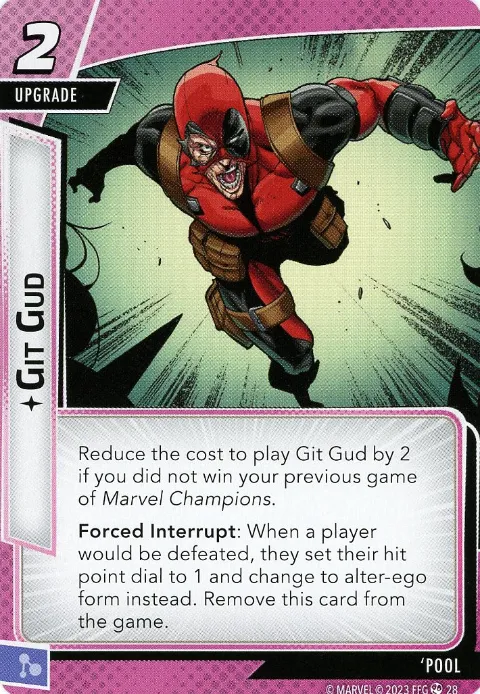 2
UPGRADE
GIT GUD
Reduce the cost to play Git Gud by 2
if you did not win your previous game
of Marvel Champions.
Forced Interrupt: When a player
would be defeated, they set their hit
point dial to 1 and change to alter-ego
form instead. Remove this card from
the game.
'POOL
© MARVEL © 2023 FFG 28